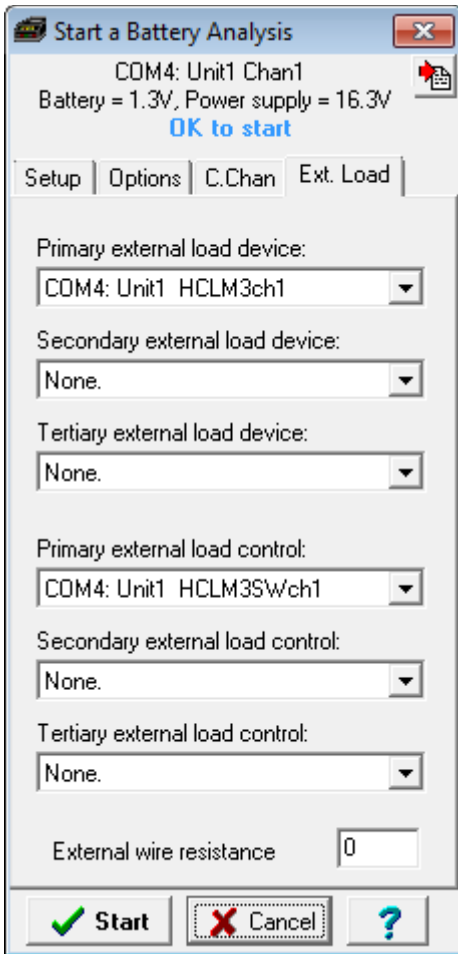 Start a Battery Analysis
COM4: Unit1 Chan1
Battery = 1.3V, Power supply = 16.3V
OK to start
Setup Options C.Chan Ext. Load
Primary external load device:
COM4: Unit1  HCLM3ch1
Secondary external load device:
None.
Tertiary external load device:
None.
Primary external load control:
COM4: Unit1  HCLM3SWch1
Secondary external load control:
None.
Tertiary external load control:
None.
External wire resistance 0
Start Cancel ?